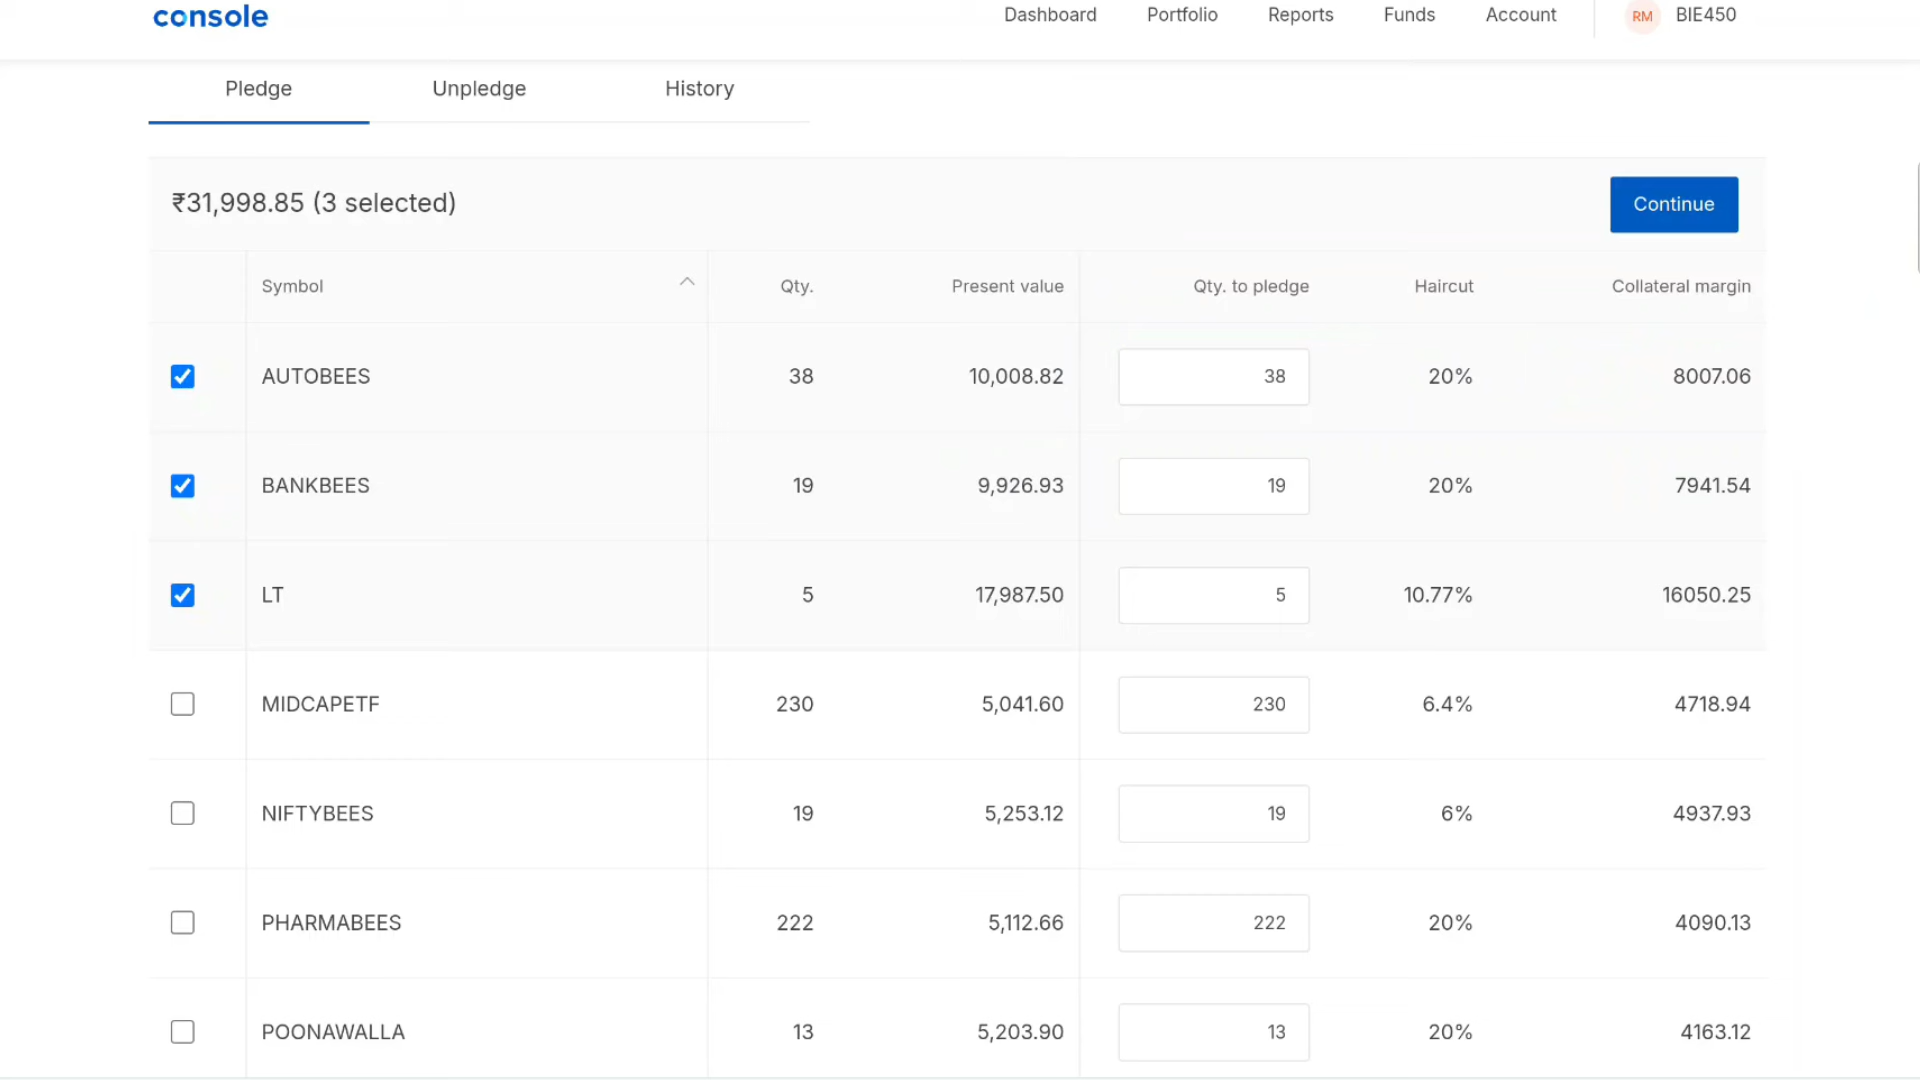 console
Dashboard Portfolio Reports Funds Account RM BIE450
Pledge Unpledge History
₹31,998.85 (3 selected) Continue
Symbol Qty. Present value Qty. to pledge Haircut Collateral margin
AUTOBEES 38 10,008.82 38 20% 8007.06
BANKBEES 19 9,926.93 19 20% 7941.54
LT 5 17,987.50 5 10.77% 16050.25
MIDCAPETF 230 5,041.60 230 6.4% 4718.94
NIFTYBEES 19 5,253.12 19 6% 4937.93
PHARMABEES 222 5,112.66 222 20% 4090.13
POONAWALLA 13 5,203.90 13 20% 4163.12